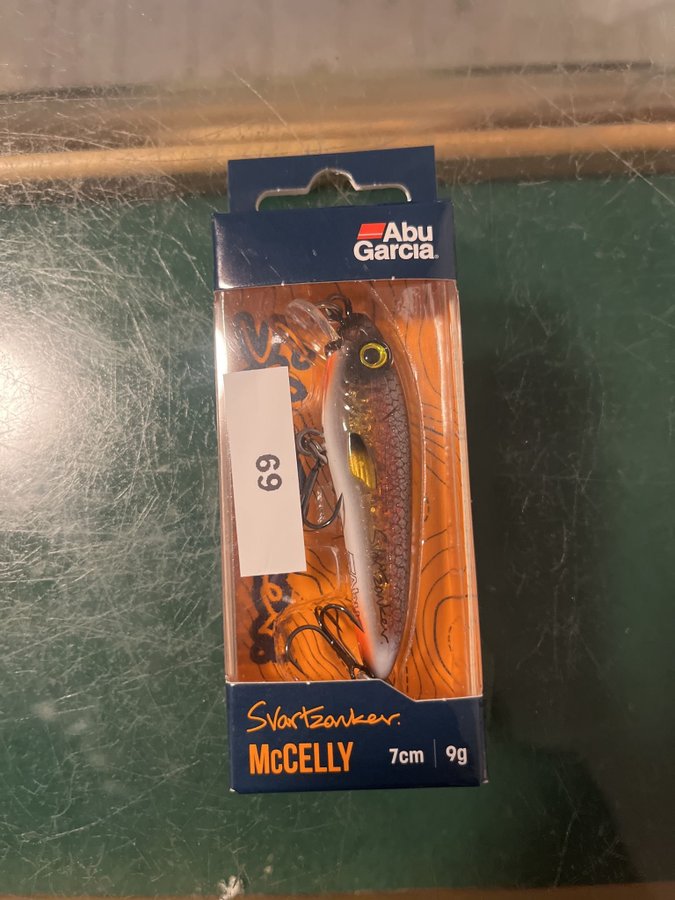 Abu
Garcia®
69
Svartzonker.
McCELLY
7cm | 9g